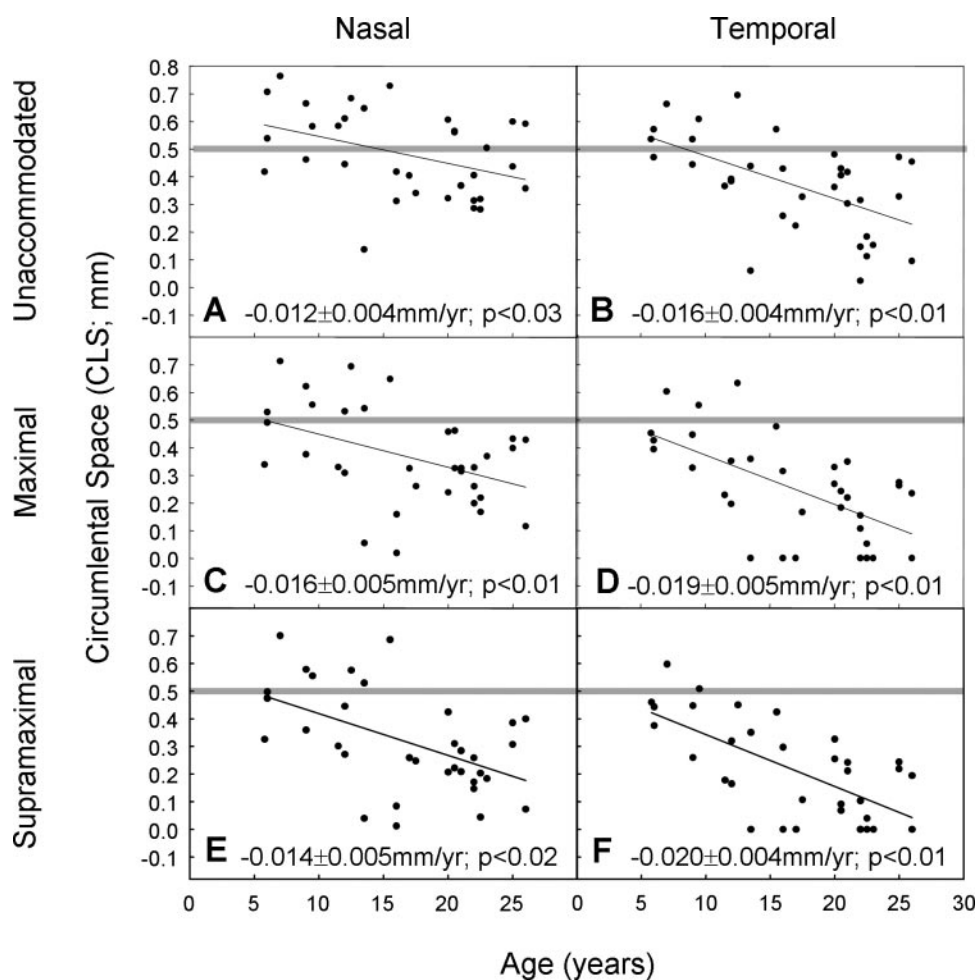 Nasal
Temporal
Unaccommodated
Maximal
Supramaximal
Circumlental Space (CLS; mm)
0.8
0.7
0.6
0.5
0.4
0.3
0.2
0.1
0.0
-0.1
A -0.012±0.004mm/yr; p<0.03
B -0.016±0.004mm/yr; p<0.01
0.7
0.6
0.5
0.4
0.3
0.2
0.1
0.0
-0.1
C -0.016±0.005mm/yr; p<0.01
D -0.019±0.005mm/yr; p<0.01
0.7
0.6
0.5
0.4
0.3
0.2
0.1
0.0
-0.1
E -0.014±0.005mm/yr; p<0.02
F -0.020±0.004mm/yr; p<0.01
0 5 10 15 20 25 0 5 10 15 20 25 30
Age (years)